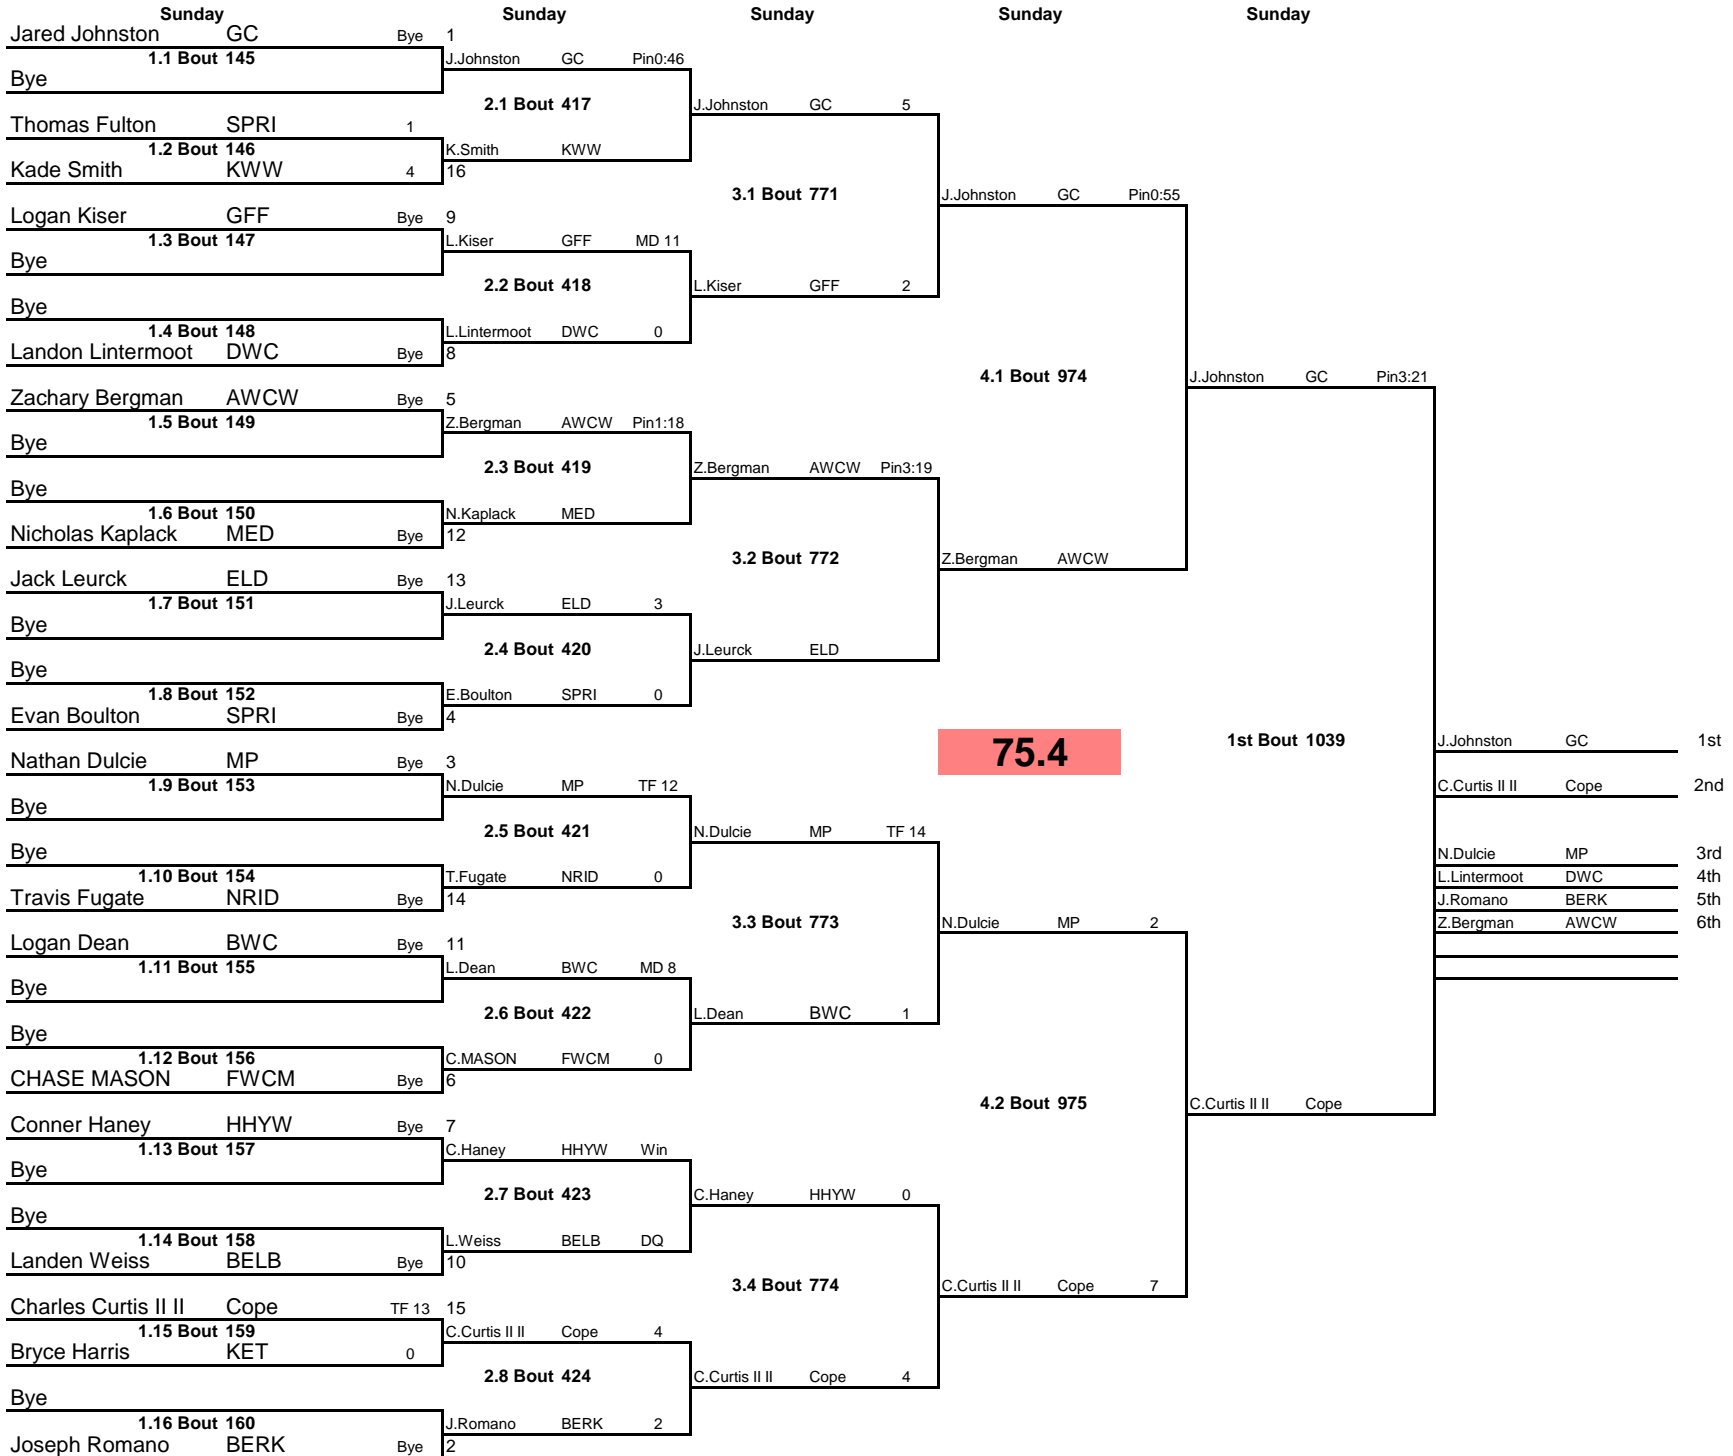 Sunday Sunday Sunday Sunday Sunday
Jared Johnston GC Bye 1
1.1 Bout 145 J.Johnston GC Pin0:46
Bye
2.1 Bout 417 J.Johnston GC 5
Thomas Fulton SPRI 1
1.2 Bout 146 K.Smith KWW
Kade Smith KWW 4 16
3.1 Bout 771 J.Johnston GC Pin0:55
Logan Kiser GFF Bye 9
1.3 Bout 147 L.Kiser GFF MD 11
Bye
2.2 Bout 418 L.Kiser GFF 2
Bye
1.4 Bout 148 L.Lintermoot DWC 0
Landon Lintermoot DWC Bye 8
4.1 Bout 974 J.Johnston GC Pin3:21
Zachary Bergman AWCW Bye 5
1.5 Bout 149 Z.Bergman AWCW Pin1:18
Bye
2.3 Bout 419 Z.Bergman AWCW Pin3:19
Bye
1.6 Bout 150 N.Kaplack MED
Nicholas Kaplack MED Bye 12
3.2 Bout 772 Z.Bergman AWCW
Jack Leurck ELD Bye 13
1.7 Bout 151 J.Leurck ELD 3
Bye
2.4 Bout 420 J.Leurck ELD
Bye
1.8 Bout 152 E.Boulton SPRI 0
Evan Boulton SPRI Bye 4
75.4 1st Bout 1039 J.Johnston GC 1st
Nathan Dulcie MP Bye 3
1.9 Bout 153 N.Dulcie MP TF 12 C.Curtis II II Cope 2nd
Bye
2.5 Bout 421 N.Dulcie MP TF 14
Bye N.Dulcie MP 3rd
1.10 Bout 154 T.Fugate NRID 0 L.Lintermoot DWC 4th
Travis Fugate NRID Bye 14 J.Romano BERK 5th
3.3 Bout 773 N.Dulcie MP 2 Z.Bergman AWCW 6th
Logan Dean BWC Bye 11
1.11 Bout 155 L.Dean BWC MD 8
Bye
2.6 Bout 422 L.Dean BWC 1
Bye
1.12 Bout 156 C.MASON FWCM 0
CHASE MASON FWCM Bye 6
4.2 Bout 975 C.Curtis II II Cope
Conner Haney HHYW Bye 7
1.13 Bout 157 C.Haney HHYW Win
Bye
2.7 Bout 423 C.Haney HHYW 0
Bye
1.14 Bout 158 L.Weiss BELB DQ
Landen Weiss BELB Bye 10
3.4 Bout 774 C.Curtis II II Cope 7
Charles Curtis II II Cope TF 13 15
1.15 Bout 159 C.Curtis II II Cope 4
Bryce Harris KET 0
2.8 Bout 424 C.Curtis II II Cope 4
Bye
1.16 Bout 160 J.Romano BERK 2
Joseph Romano BERK Bye 2